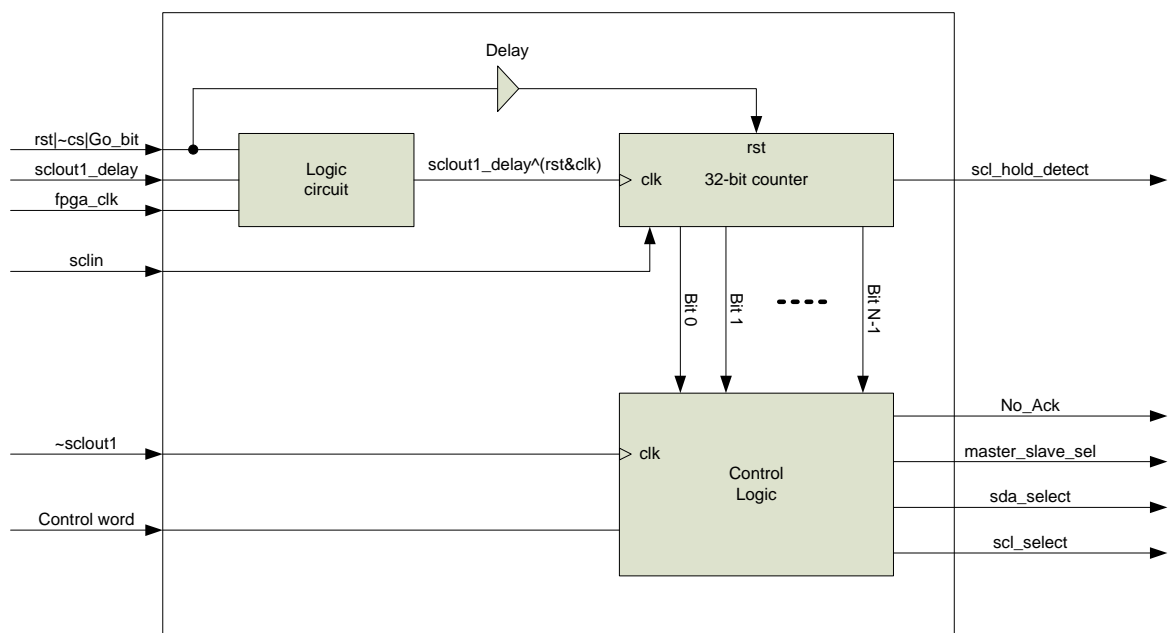 Delay
rst|~cs|Go_bit
sclout1_delay
fpga_clk
Logic
circuit
sclout1_delay^(rst&clk)
rst
clk
32-bit counter
scl_hold_detect
sclin
Bit 0
Bit 1
Bit N-1
~sclout1
Control word
clk
Control
Logic
No_Ack
master_slave_sel
sda_select
scl_select